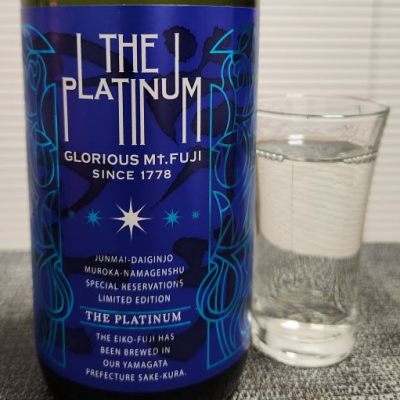 THE
PLATINUM
GLORIOUS Mt.FUJI
SINCE 1778
JUNMAI-DAIGINJO
MUROKA-NAMAGENSHU
SPECIAL RESERVATIONS
LIMITED EDITION
THE PLATINUM
THE EIKO-FUJI HAS
BEEN BREWED IN
OUR YAMAGATA
PREFECTURE SAKE-KURA.